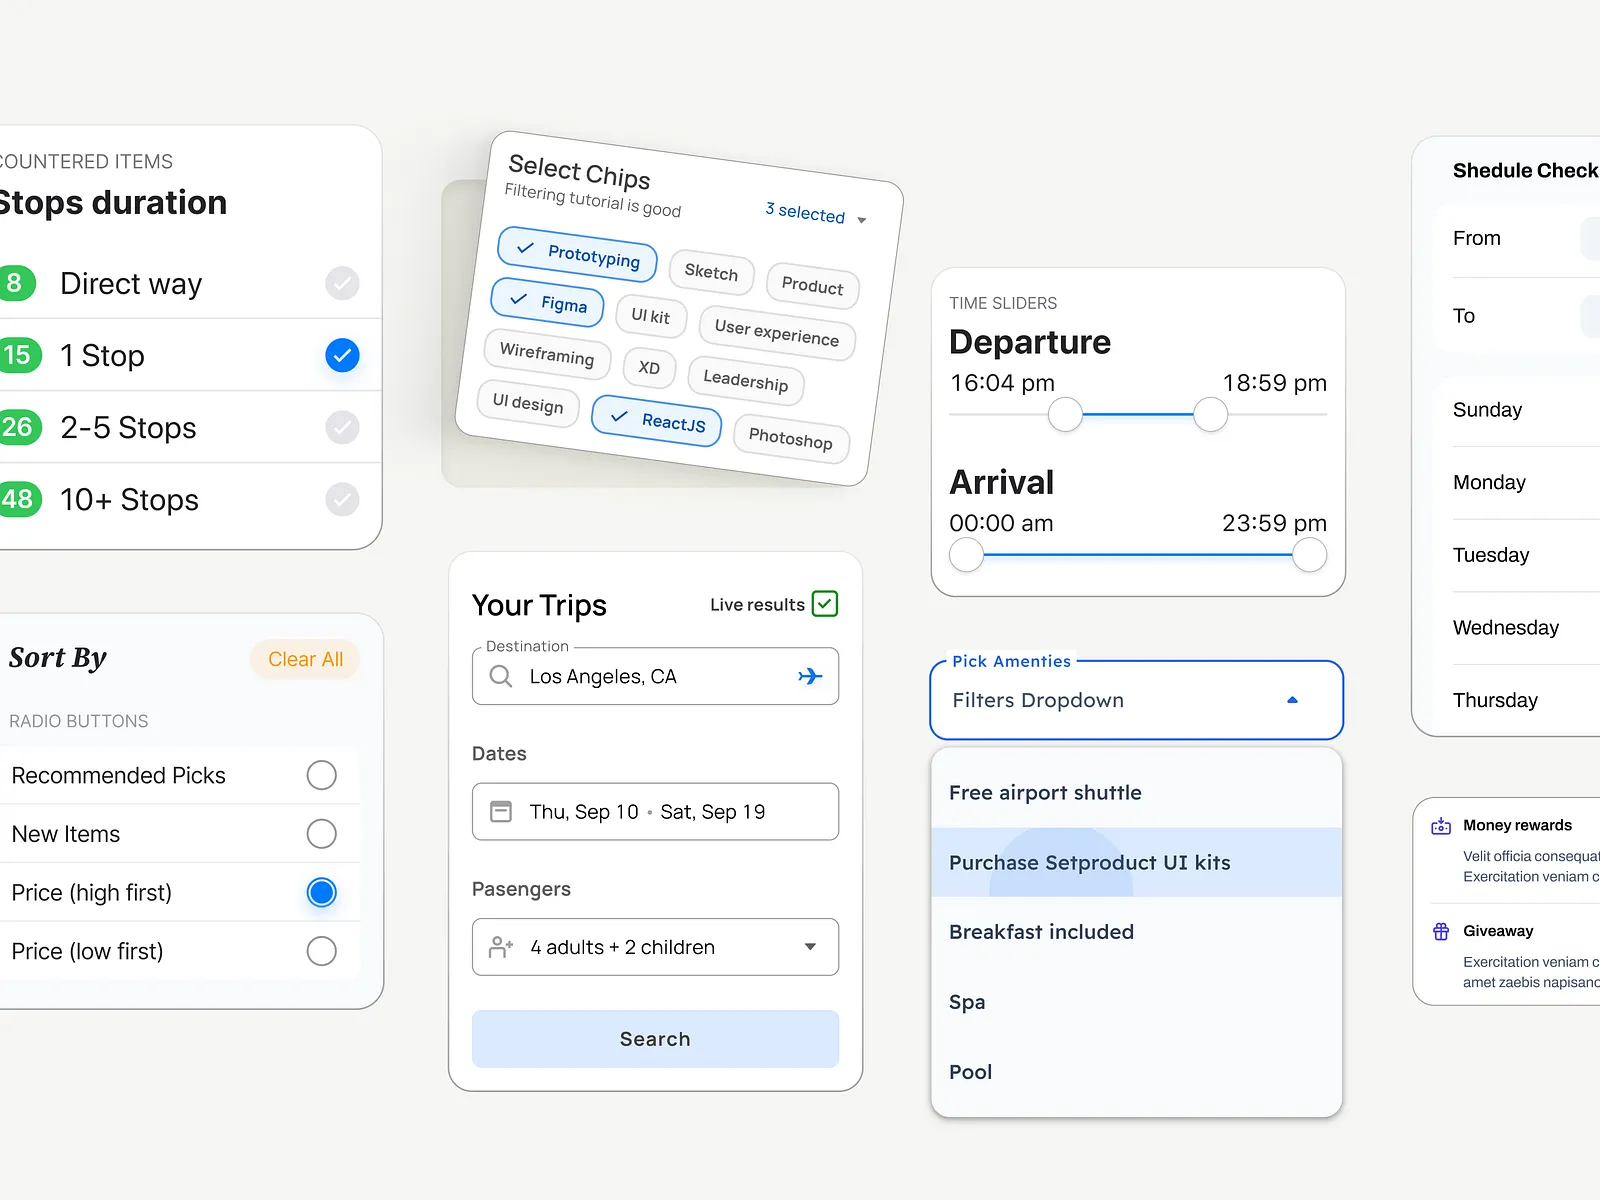 COUNTERED ITEMS
Stops duration
8 Direct way
15 1 Stop
26 2-5 Stops
48 10+ Stops
Sort By
Clear All
RADIO BUTTONS
Recommended Picks
New Items
Price (high first)
Price (low first)
Select Chips
Filtering tutorial is good
3 selected
Prototyping Sketch Product
Figma UI kit User experience
Wireframing XD Leadership
UI design ReactJS Photoshop
Your Trips
Live results
Destination
Los Angeles, CA
Dates
Thu, Sep 10 • Sat, Sep 19
Pasengers
4 adults + 2 children
Search
TIME SLIDERS
Departure
16:04 pm 18:59 pm
Arrival
00:00 am 23:59 pm
Pick Amenties
Filters Dropdown
Free airport shuttle
Purchase Setproduct UI kits
Breakfast included
Spa
Pool
Shedule Check
From
To
Sunday
Monday
Tuesday
Wednesday
Thursday
Money rewards
Velit officia consequat
Exercitation veniam c
Giveaway
Exercitation veniam c
amet zaebis napisano